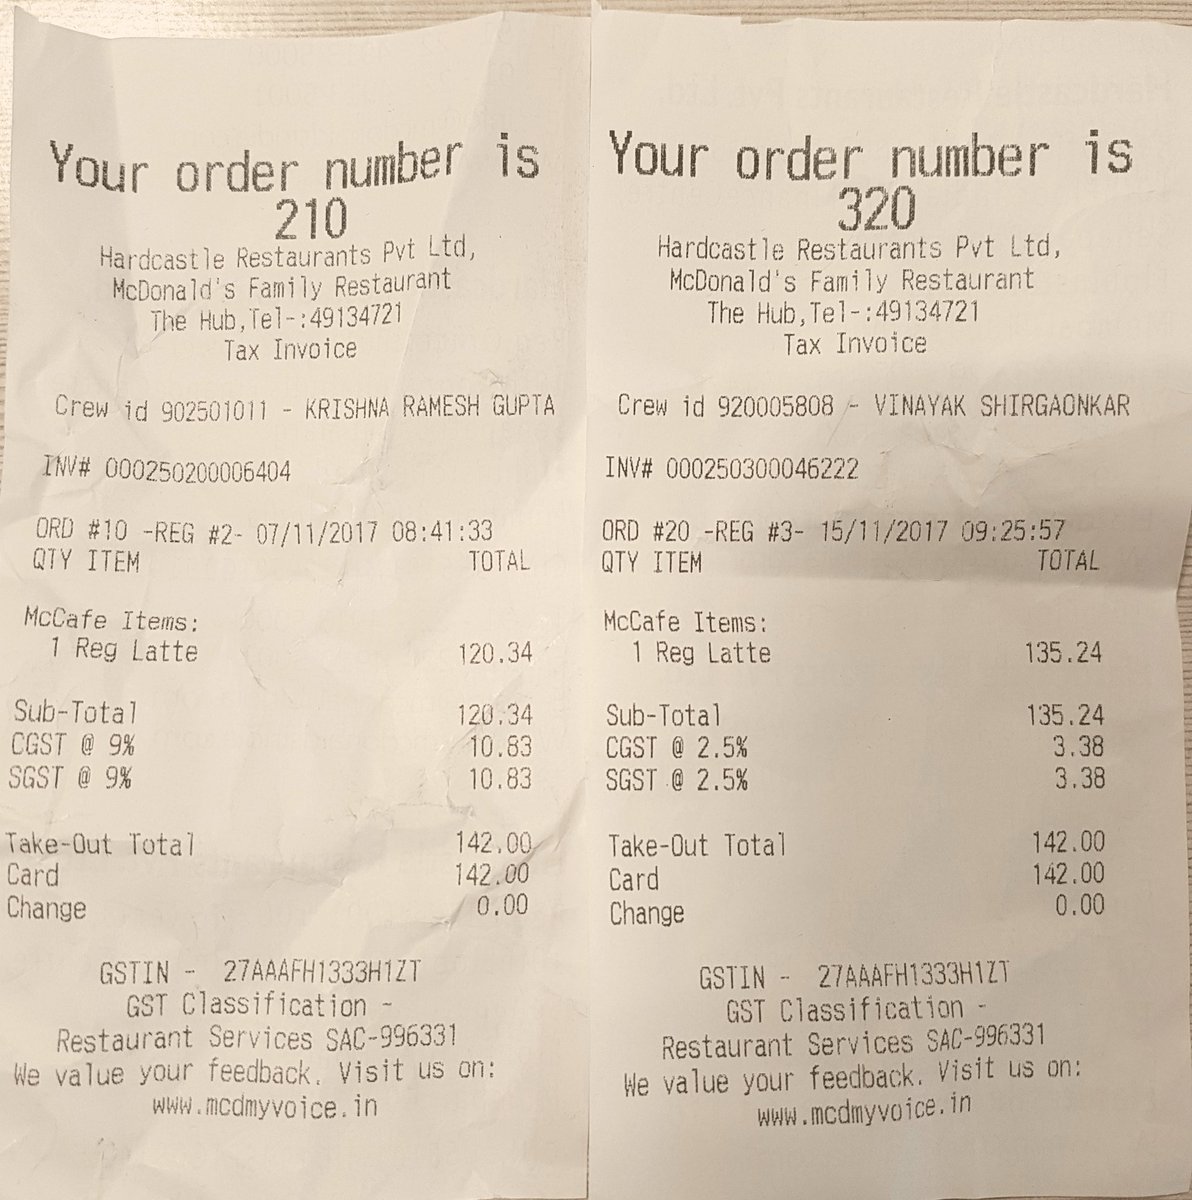 Your order number is
210
Hardcastle Restaurants Pvt Ltd,
McDonald's Family Restaurant
The Hub,Tel-:49134721
Tax Invoice
Crew id 902501011 - KRISHNA RAMESH GUPTA
INV# 000250200006404
ORD #10 -REG #2- 07/11/2017 08:41:33
QTY ITEM TOTAL
McCafe Items:
1 Reg Latte 120.34
Sub-Total 120.34
CGST @ 9% 10.83
SGST @ 9% 10.83
Take-Out Total 142.00
Card 142.00
Change 0.00
GSTIN - 27AAAFH1333H1ZT
GST Classification -
Restaurant Services SAC-996331
We value your feedback. Visit us on:
www.mcdmyvoice.in
Your order number is
320
Hardcastle Restaurants Pvt Ltd,
McDonald's Family Restaurant
The Hub,Tel-:49134721
Tax Invoice
Crew id 920005808 - VINAYAK SHIRGAONKAR
INV# 000250300046222
ORD #20 -REG #3- 15/11/2017 09:25:57
QTY ITEM TOTAL
McCafe Items:
1 Reg Latte 135.24
Sub-Total 135.24
CGST @ 2.5% 3.38
SGST @ 2.5% 3.38
Take-Out Total 142.00
Card 142.00
Change 0.00
GSTIN - 27AAAFH1333H1ZT
GST Classification -
Restaurant Services SAC-996331
We value your feedback. Visit us on:
www.mcdmyvoice.in